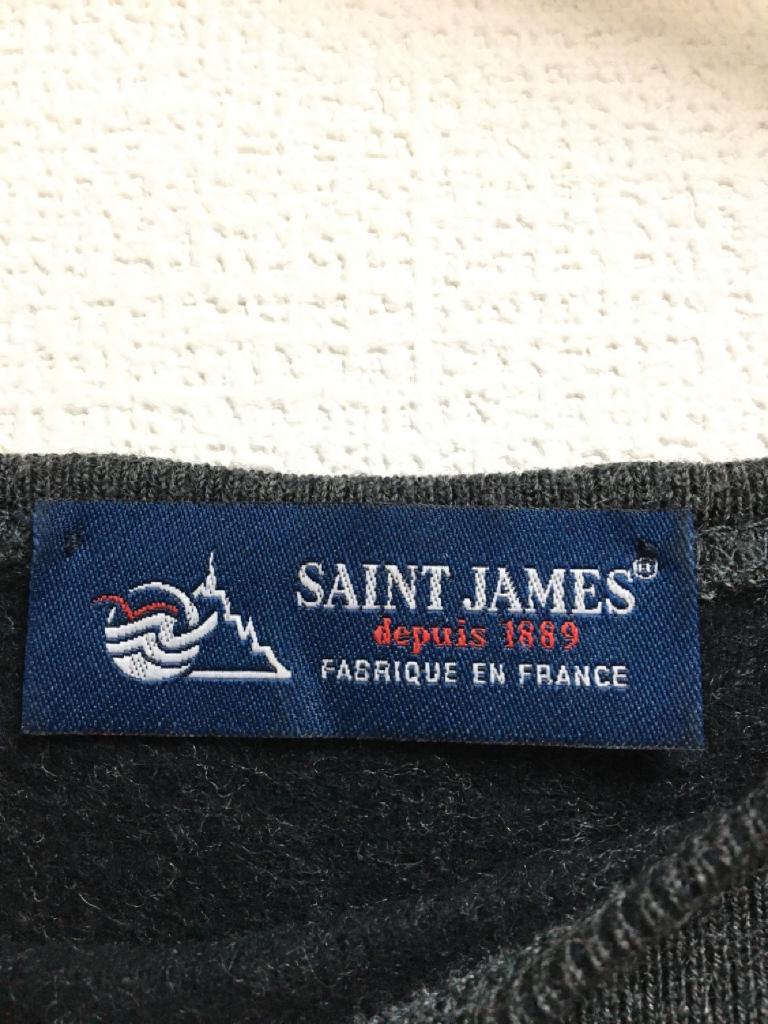 SAINT JAMES®
depuis 1889
FABRIQUE EN FRANCE